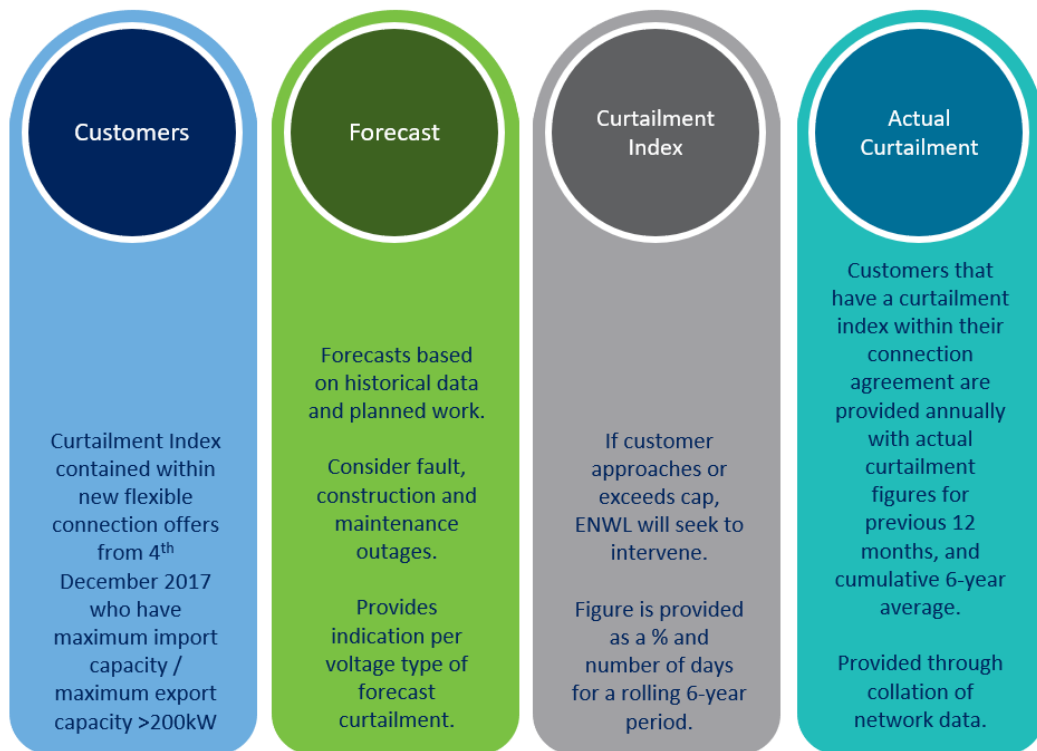 Customers
Curtailment Index
contained within
new flexible
connection offers
from 4th
December 2017
who have
maximum import
capacity /
maximum export
capacity >200kW
Forecast
Forecasts based
on historical data
and planned work.
Consider fault,
construction and
maintenance
outages.
Provides
indication per
voltage type of
forecast
curtailment.
Curtailment
Index
If customer
approaches or
exceeds cap,
ENWL will seek to
intervene.
Figure is provided
as a % and
number of days
for a rolling 6-year
period.
Actual
Curtailment
Customers that
have a curtailment
index within their
connection
agreement are
provided annually
with actual
curtailment
figures for
previous 12
months, and
cumulative 6-year
average.
Provided through
collation of
network data.